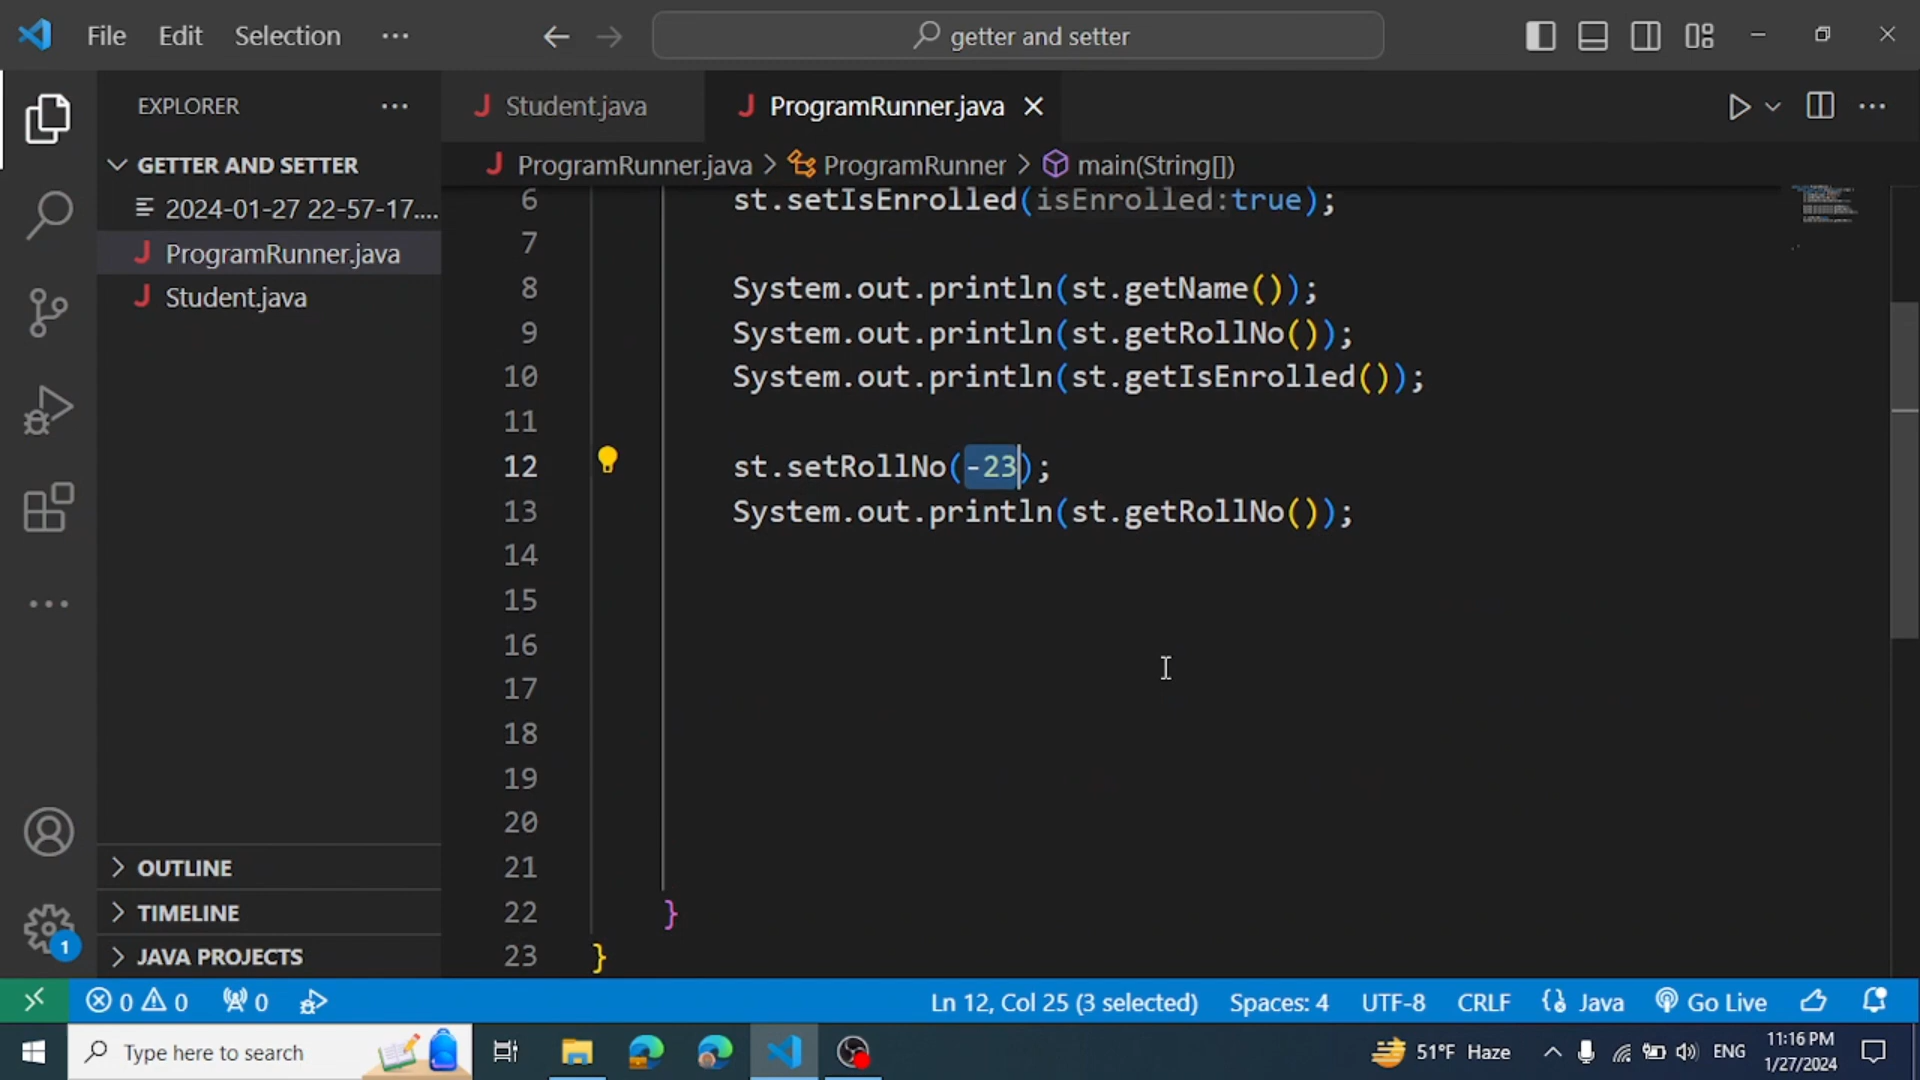 File Edit Selection ···
getter and setter
EXPLORER ···
GETTER AND SETTER
2024-01-27 22-57-17....
ProgramRunner.java
Student.java
OUTLINE
TIMELINE
JAVA PROJECTS
1
Student.java
ProgramRunner.java
ProgramRunner.java > ProgramRunner > main(String[])
6 st.setIsEnrolled(isEnrolled:true);
7
8 System.out.println(st.getName());
9 System.out.println(st.getRollNo());
10 System.out.println(st.getIsEnrolled());
11
12 st.setRollNo(-23);
13 System.out.println(st.getRollNo());
14
15
16
17
18
19
20
21
22 }
23 }
0 0 0 Ln 12, Col 25 (3 selected) Spaces: 4 UTF-8 CRLF Java Go Live
Type here to search 51°F Haze ENG 11:16 PM
1/27/2024